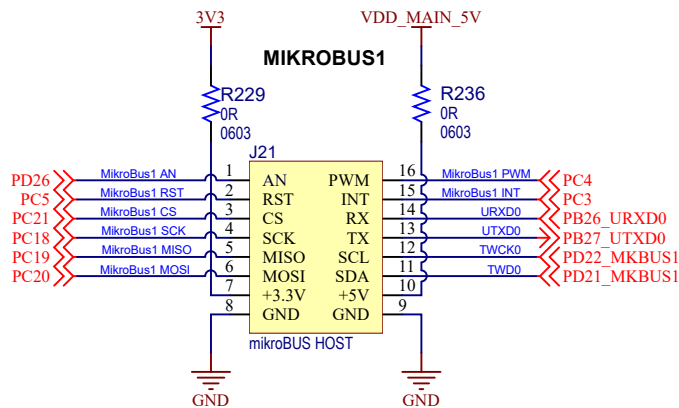 3V3
VDD_MAIN_5V
MIKROBUS1
R229
0R
0603
R236
0R
0603
J21
PD26 MikroBus1 AN 1 AN PWM 16 MikroBus1 PWM PC4
PC5 MikroBus1 RST 2 RST INT 15 MikroBus1 INT PC3
PC21 MikroBus1 CS 3 CS RX 14 URXD0 PB26_URXD0
PC18 MikroBus1 SCK 4 SCK TX 13 UTXD0 PB27_UTXD0
PC19 MikroBus1 MISO 5 MISO SCL 12 TWCK0 PD22_MKBUS1
PC20 MikroBus1 MOSI 6 MOSI SDA 11 TWD0 PD21_MKBUS1
7 +3.3V +5V 10
8 GND GND 9
mikroBUS HOST
GND
GND